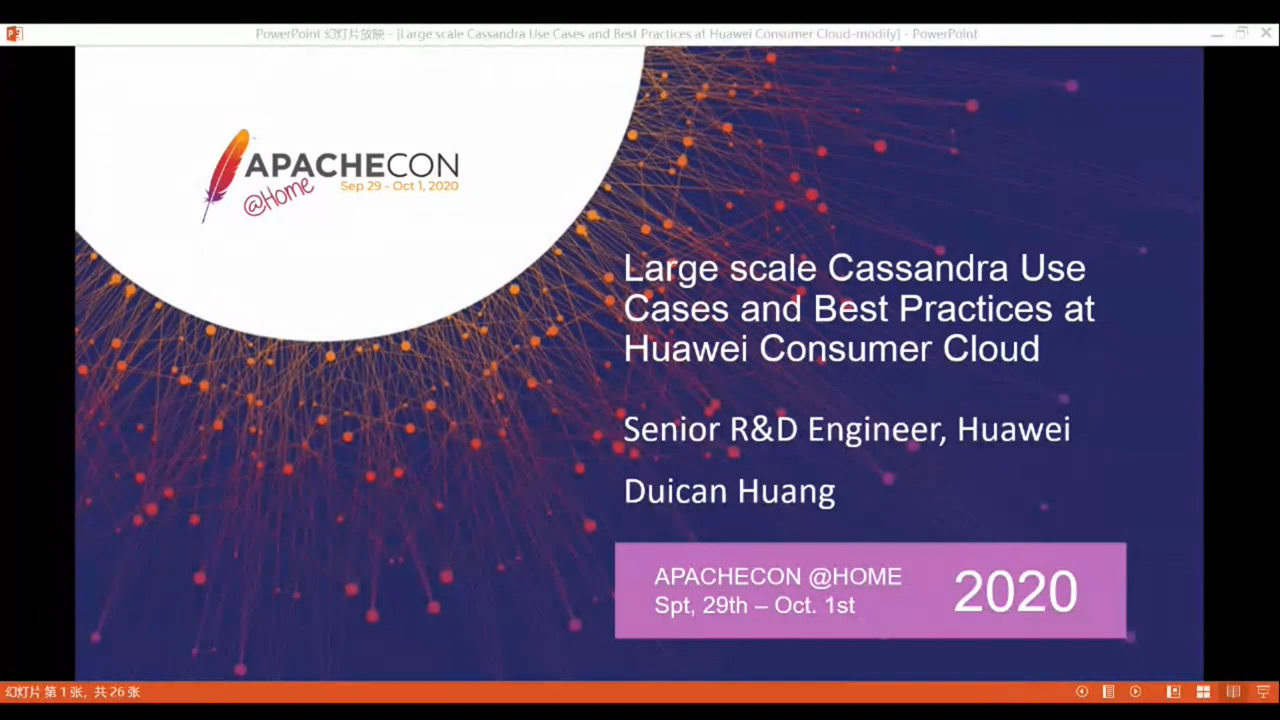 PowerPoint 幻灯片放映 - [Large scale Cassandra Use Cases and Best Practices at Huawei Consumer Cloud-modify] - PowerPoint
APACHECON
@Home
Sep 29 - Oct 1, 2020
Large scale Cassandra Use
Cases and Best Practices at
Huawei Consumer Cloud
Senior R&D Engineer, Huawei
Duican Huang
APACHECON @HOME
Spt, 29th – Oct. 1st
2020
幻灯片 第 1 张，共 26 张